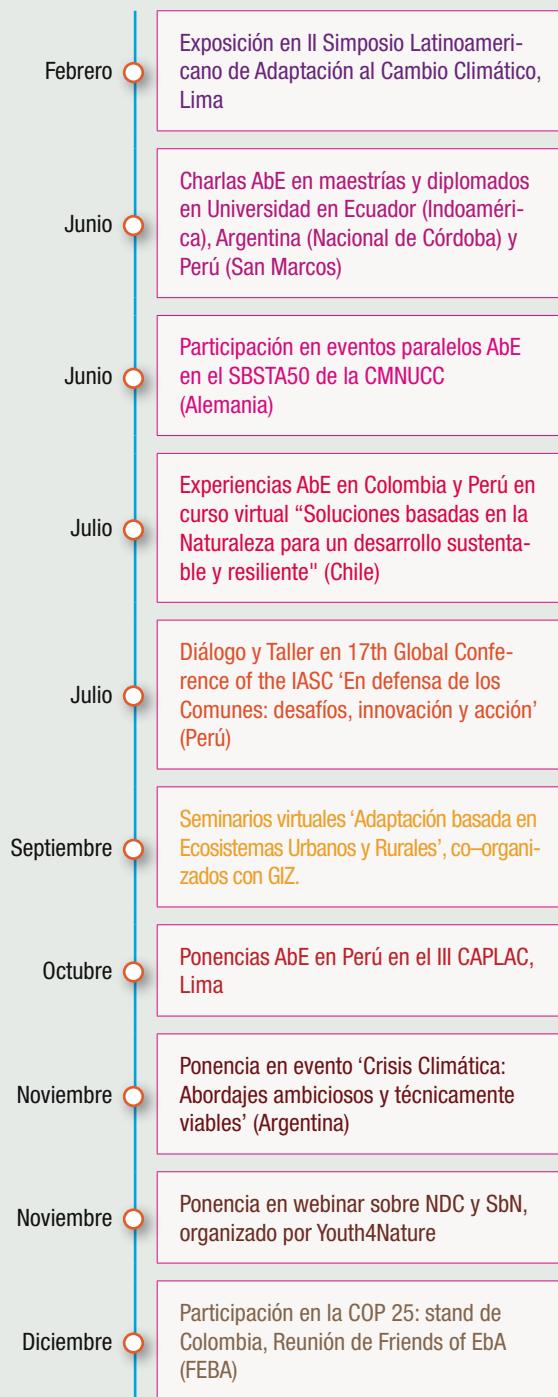 Febrero
Exposición en II Simposio Latinoameri-
cano de Adaptación al Cambio Climático,
Lima
Junio
Charlas AbE en maestrías y diplomados
en Universidad en Ecuador (Indoaméri-
ca), Argentina (Nacional de Córdoba) y
Perú (San Marcos)
Junio
Participación en eventos paralelos AbE
en el SBSTA50 de la CMNUCC
(Alemania)
Julio
Experiencias AbE en Colombia y Perú en
curso virtual “Soluciones basadas en la
Naturaleza para un desarrollo sustenta-
ble y resiliente" (Chile)
Julio
Diálogo y Taller en 17th Global Confe-
rence of the IASC ‘En defensa de los
Comunes: desafíos, innovación y acción’
(Perú)
Septiembre
Seminarios virtuales ‘Adaptación basada en
Ecosistemas Urbanos y Rurales’, co–organi-
zados con GIZ.
Octubre
Ponencias AbE en Perú en el III CAPLAC,
Lima
Noviembre
Ponencia en evento ‘Crisis Climática:
Abordajes ambiciosos y técnicamente
viables’ (Argentina)
Noviembre
Ponencia en webinar sobre NDC y SbN,
organizado por Youth4Nature
Diciembre
Participación en la COP 25: stand de
Colombia, Reunión de Friends of EbA
(FEBA)